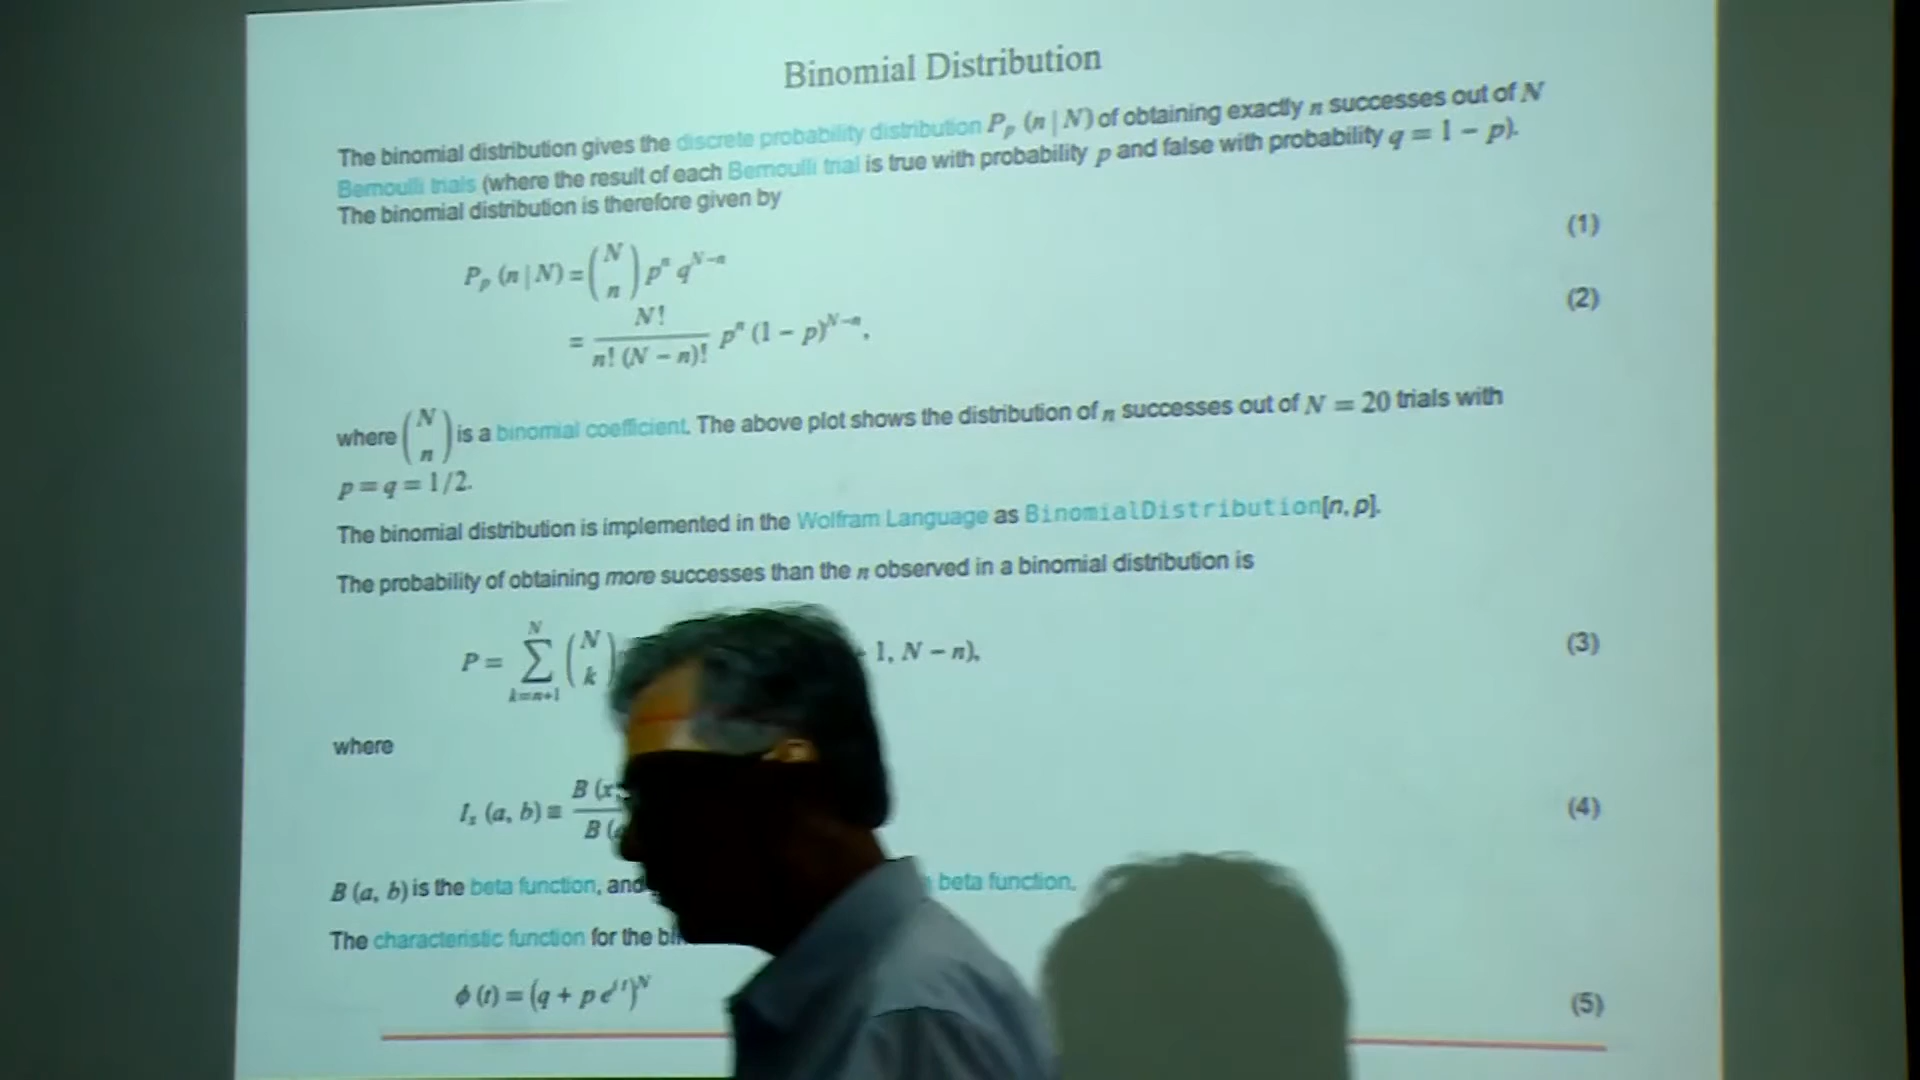 Binomial Distribution
The binomial distribution gives the discrete probability distribution P_p (n | N) of obtaining exactly n successes out of N
Bernoulli trials (where the result of each Bernoulli trial is true with probability p and false with probability q = 1 − p).
The binomial distribution is therefore given by
P_p (n | N) = (N n) p^n q^(N−n) (1)
= N! / n! (N − n)! p^n (1 − p)^(N−n), (2)
where (N n) is a binomial coefficient. The above plot shows the distribution of n successes out of N = 20 trials with
p = q = 1/2.
The binomial distribution is implemented in the Wolfram Language as BinomialDistribution[n, p].
The probability of obtaining more successes than the n observed in a binomial distribution is
P = ∑_{k=n+1}^{N} (N k) 1, N − n), (3)
where
I_x (a, b) ≡ B (x; B ( (4)
B (a, b) is the beta function, and beta function.
The characteristic function for the
ϕ (t) = (q + p e^{i t})^N (5)